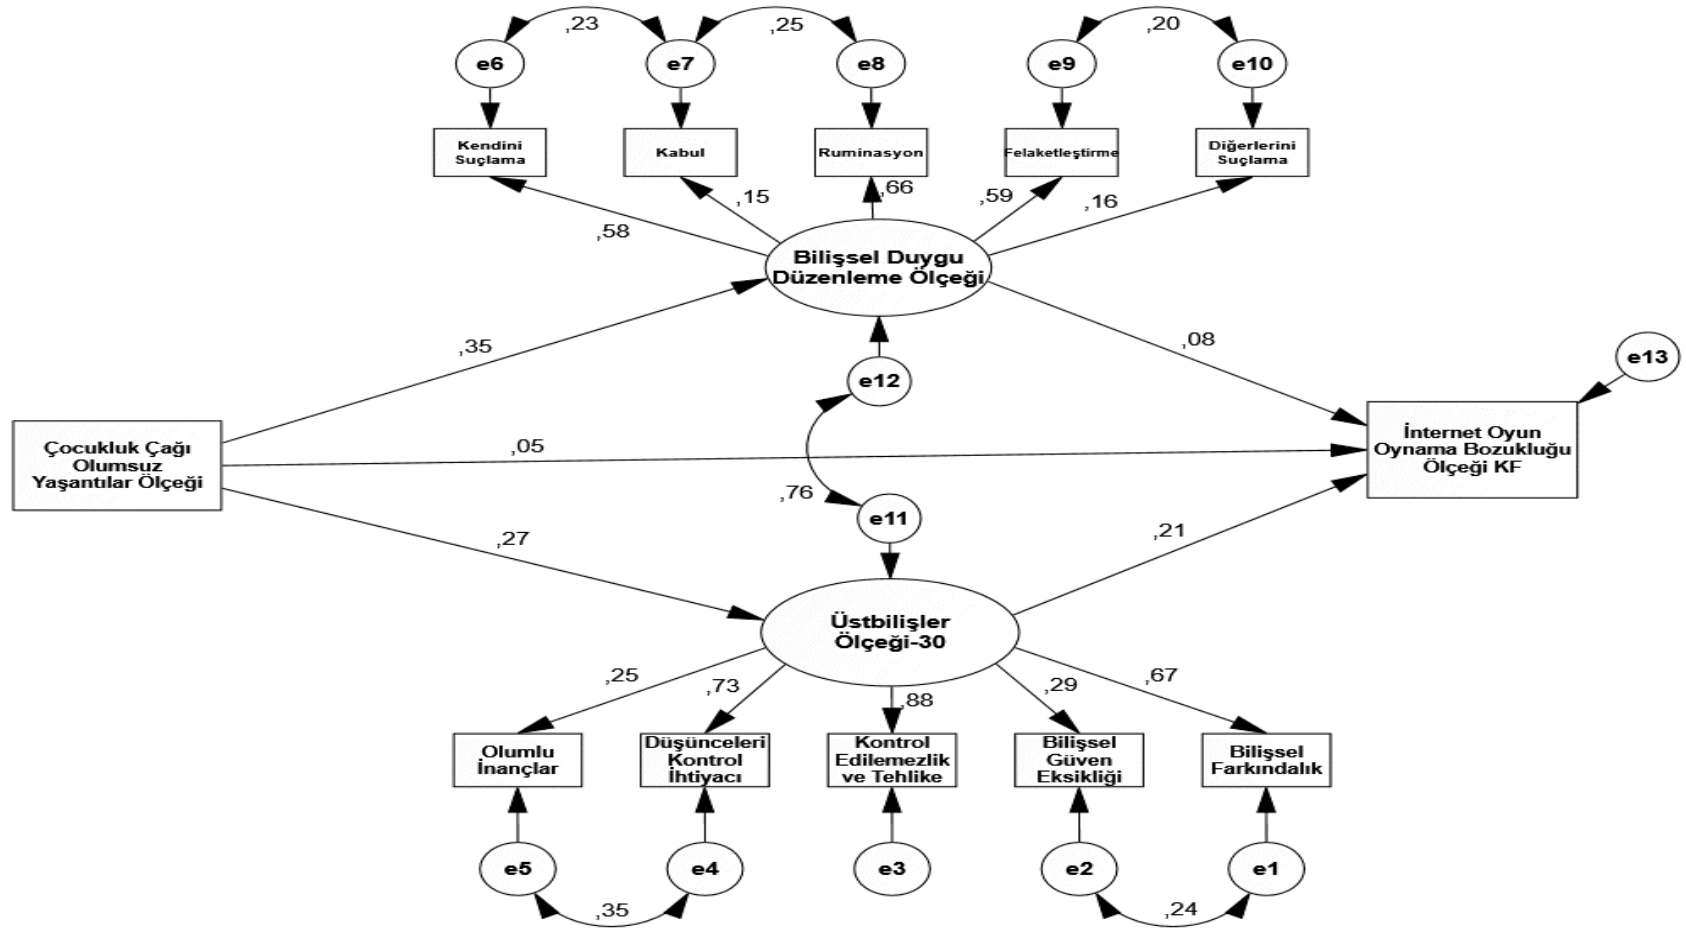 ,23
,25
,20
e6
e7
e8
e9
e10
Kendini
Suçlama
Kabul
Ruminasyon
Felaketleştirme
Diğerlerini
Suçlama
,58
,15
,66
,59
,16
Bilişsel Duygu
Düzenleme Ölçeği
,35
,08
e12
e13
Çocukluk Çağı
Olumsuz
Yaşantılar Ölçeği
,05
İnternet Oyun
Oynama Bozukluğu
Ölçeği KF
,76
e11
,27
,21
Üstbilişler
Ölçeği-30
,25
,73
,88
,29
,67
Olumlu
İnançlar
Düşünceleri
Kontrol
İhtiyacı
Kontrol
Edilemezlik
ve Tehlike
Bilişsel
Güven
Eksikliği
Bilişsel
Farkındalık
e5
e4
e3
e2
e1
,35
,24